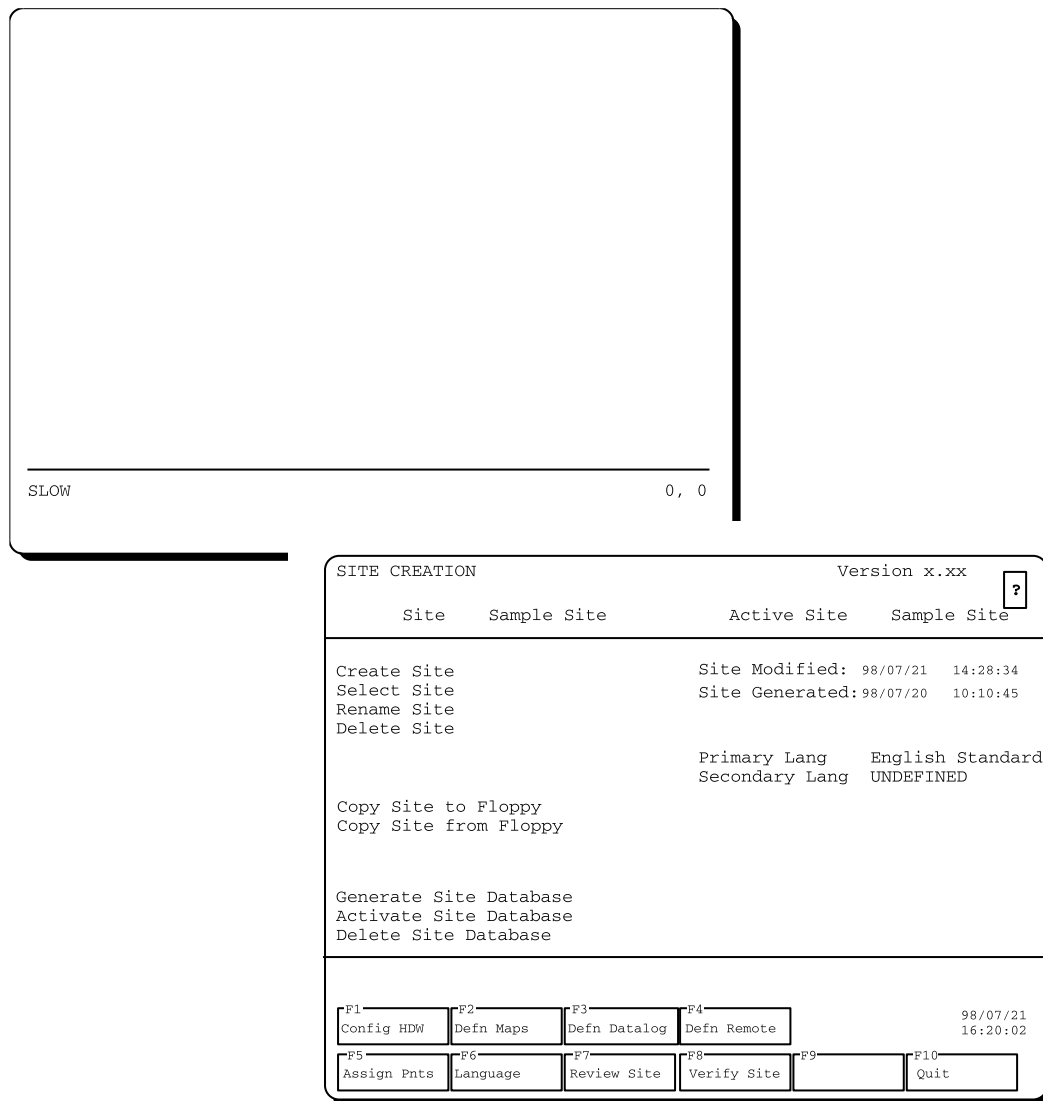 SLOW 0, 0
SITE CREATION Version x.xx
?
Site Sample Site Active Site Sample Site
Create Site Site Modified: 98/07/21 14:28:34
Select Site Site Generated: 98/07/20 10:10:45
Rename Site
Delete Site
Primary Lang English Standard
Secondary Lang UNDEFINED
Copy Site to Floppy
Copy Site from Floppy
Generate Site Database
Activate Site Database
Delete Site Database
F1 F2 F3 F4
Config HDW Defn Maps Defn Datalog Defn Remote
98/07/21
16:20:02
F5 F6 F7 F8 F9 F10
Assign Pnts Language Review Site Verify Site Quit